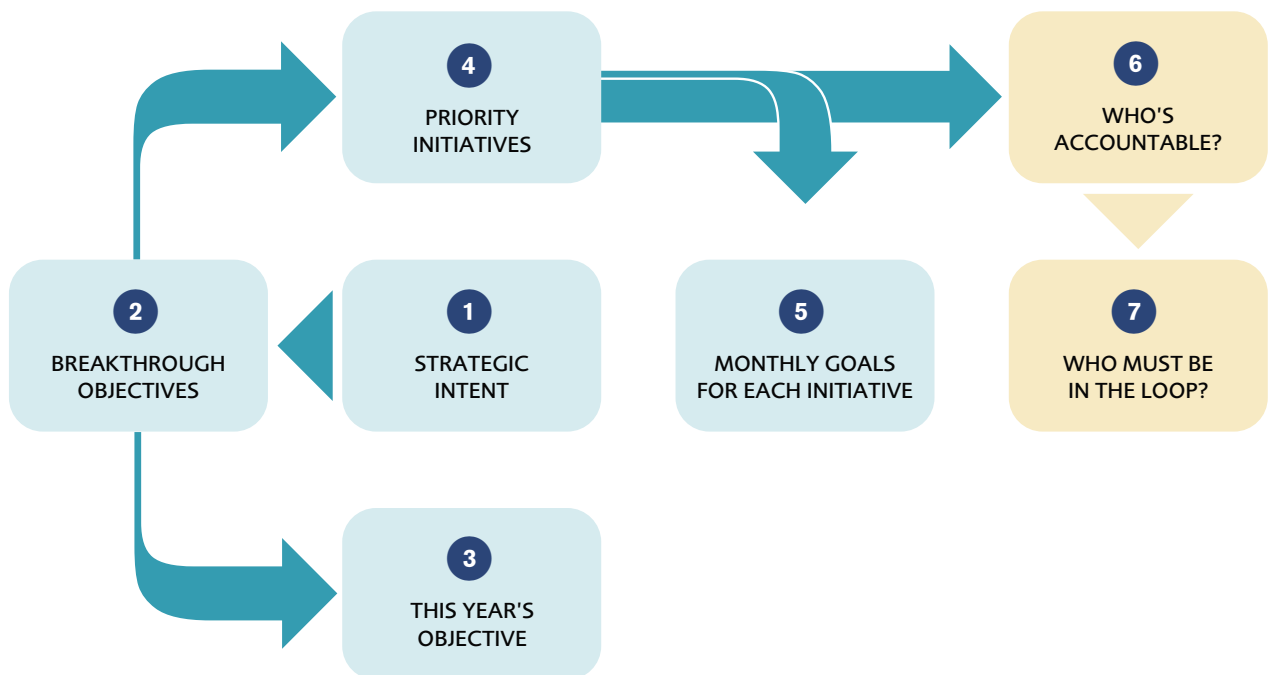 4
PRIORITY
INITIATIVES
6
WHO'S
ACCOUNTABLE?
2
BREAKTHROUGH
OBJECTIVES
1
STRATEGIC
INTENT
5
MONTHLY GOALS
FOR EACH INITIATIVE
7
WHO MUST BE
IN THE LOOP?
3
THIS YEAR'S
OBJECTIVE